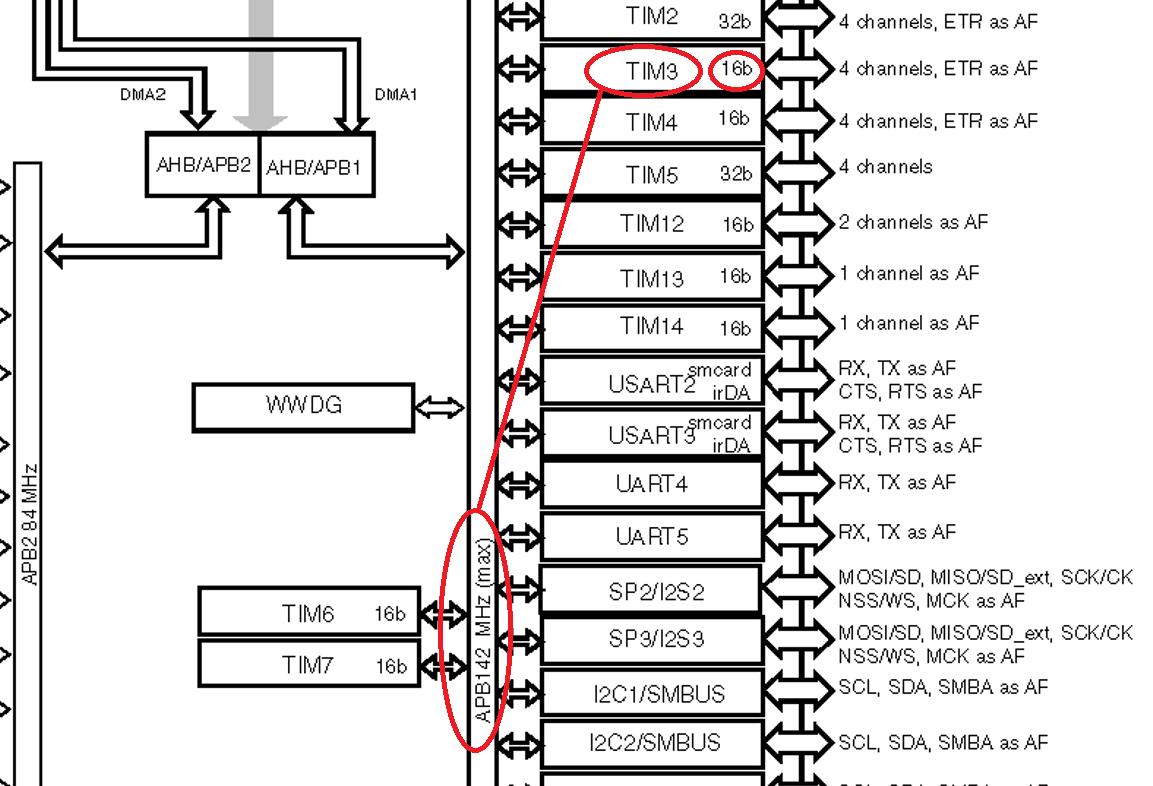 TIM2 32b
4 channels, ETR as AF
TIM3 16b
4 channels, ETR as AF
DMA2
DMA1
TIM4 16b
4 channels, ETR as AF
AHB/APB2
AHB/APB1
TIM5 32b
4 channels
TIM12 16b
2 channels as AF
TIM13 16b
1 channel as AF
TIM14 16b
1 channel as AF
USART2 smcard
irDA
RX, TX as AF
CTS, RTS as AF
WWDG
USART3 smcard
irDA
RX, TX as AF
CTS, RTS as AF
UART4
RX, TX as AF
APB2 84 MHz
UART5
RX, TX as AF
APB142 MHz (max)
SP2/I2S2
MOSI/SD, MISO/SD_ext, SCK/CK
NSS/WS, MCK as AF
TIM6 16b
SP3/I2S3
MOSI/SD, MISO/SD_ext, SCK/CK
NSS/WS, MCK as AF
TIM7 16b
I2C1/SMBUS
SCL, SDA, SMBA as AF
I2C2/SMBUS
SCL, SDA, SMBA as AF